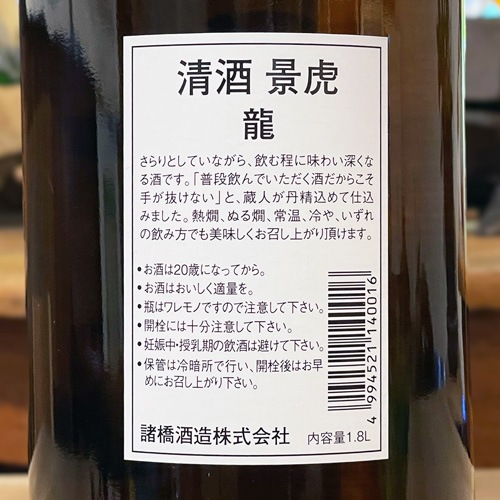 清酒 景虎
龍
さらりとしていながら、飲む程に味わい深くな
る酒です。「普段飲んでいただく酒だからこそ
手が抜けない」と、蔵人が丹精込めて仕込
みました。熱燗、ぬる燗、常温、冷や、いずれ
の飲み方でも美味しくお召し上がり頂けます。
•お酒は20歳になってから。
•お酒はおいしく適量を。
•瓶はワレモノですので注意して下さい。
•開栓には十分注意して下さい。
•妊娠中・授乳期の飲酒は避けて下さい。
•保管は冷暗所で行い、開栓後はお早
めにお召し上がり下さい。
4 994521 140016
諸橋酒造株式会社 内容量1.8L